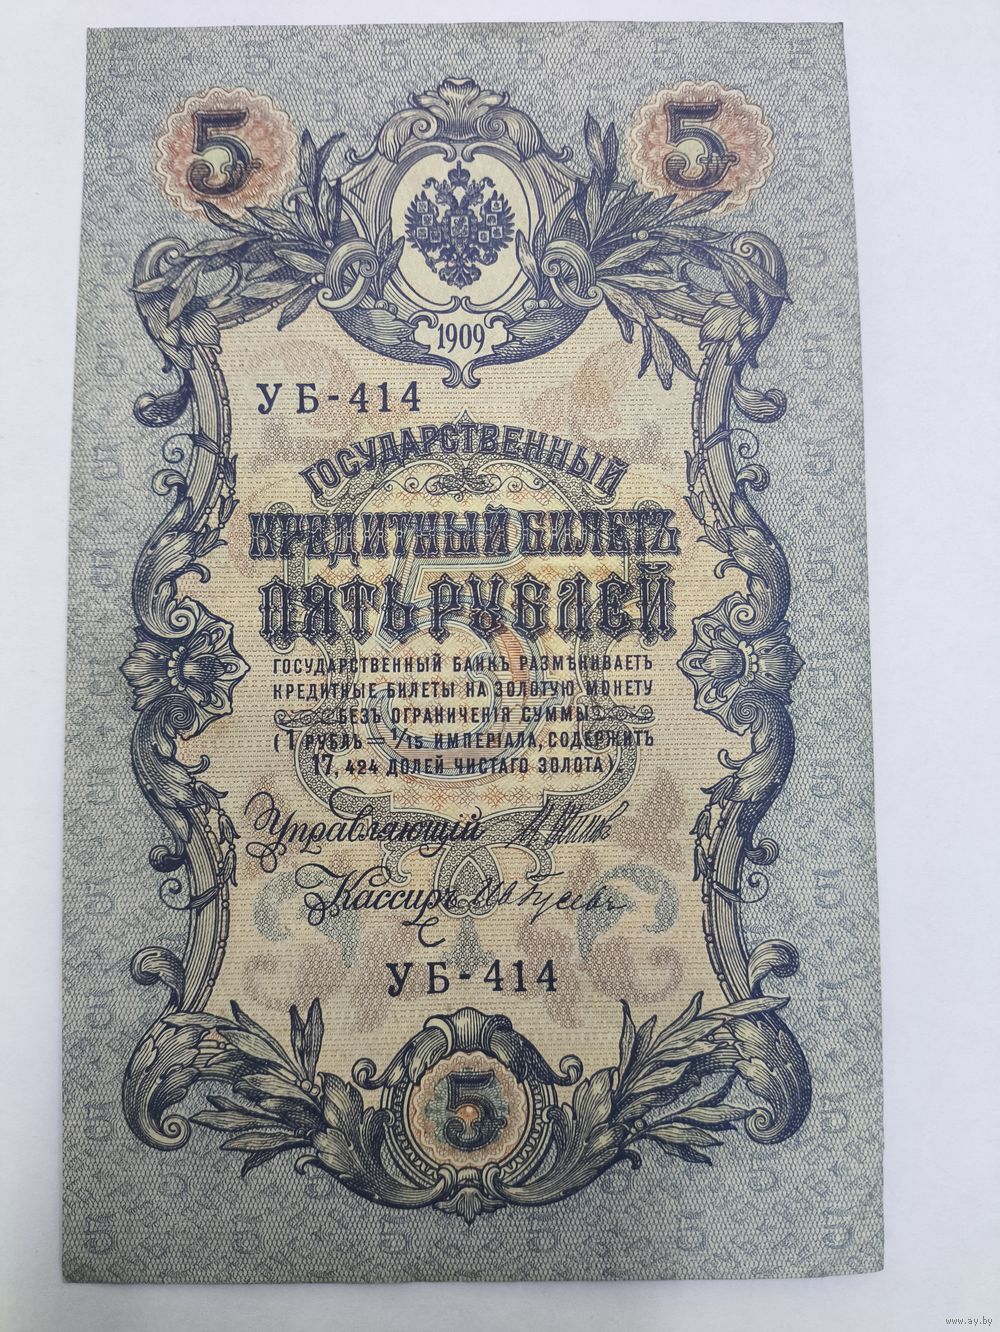 5 5
1909
УБ-414
ГОСУДАРСТВЕННЫЙ
КРЕДИТНЫЙ БИЛЕТЪ
ПЯТЬ РУБЛЕЙ
5
ГОСУДАРСТВЕННЫЙ БАНКЪ РАЗМѢНИВАЕТЪ
КРЕДИТНЫЕ БИЛЕТЫ НА ЗОЛОТУЮ МОНЕТУ
БЕЗЪ ОГРАНИЧЕНІЯ СУММЫ
(1 РУБЛЬ = 1/15 ИМПЕРІАЛА, СОДЕРЖИТЪ
17,424 ДОЛЕЙ ЧИСТАГО ЗОЛОТА).
Управляющій
Кассиръ
УБ-414
5
www.ay.by